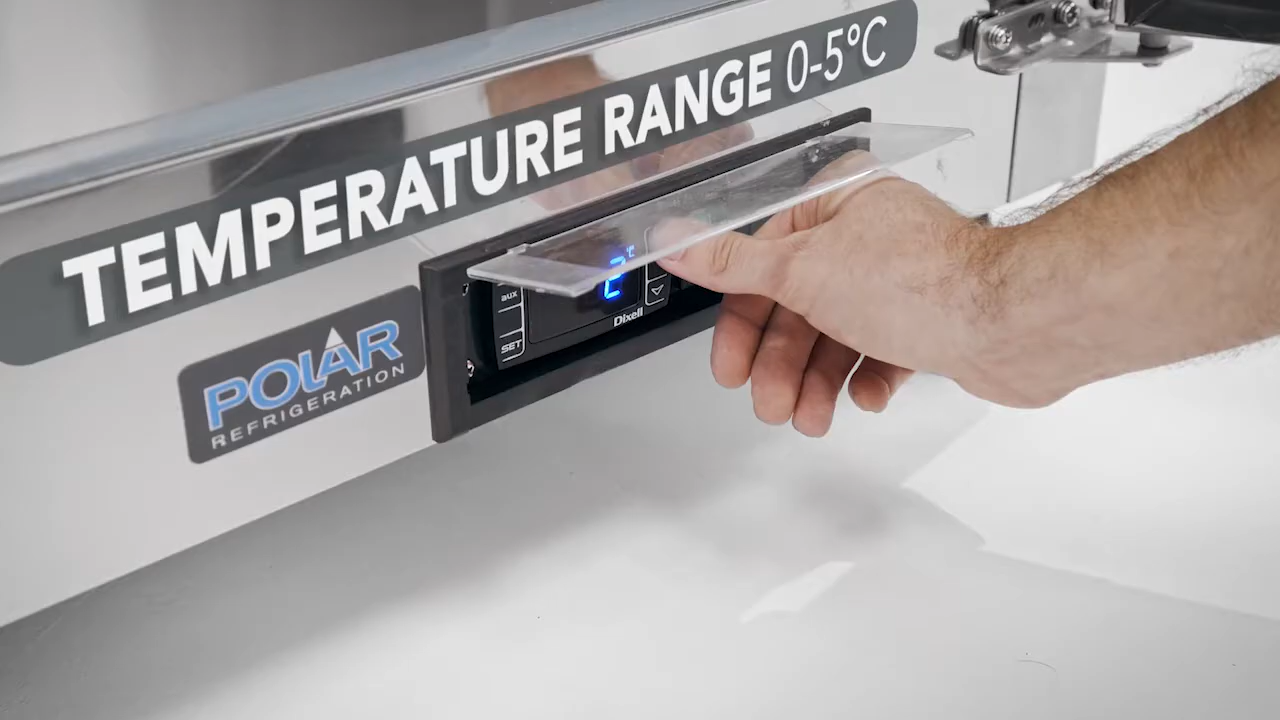 TEMPERATURE RANGE 0-5°C
POLAR
REFRIGERATION
2°C
aux
SET
Dixell